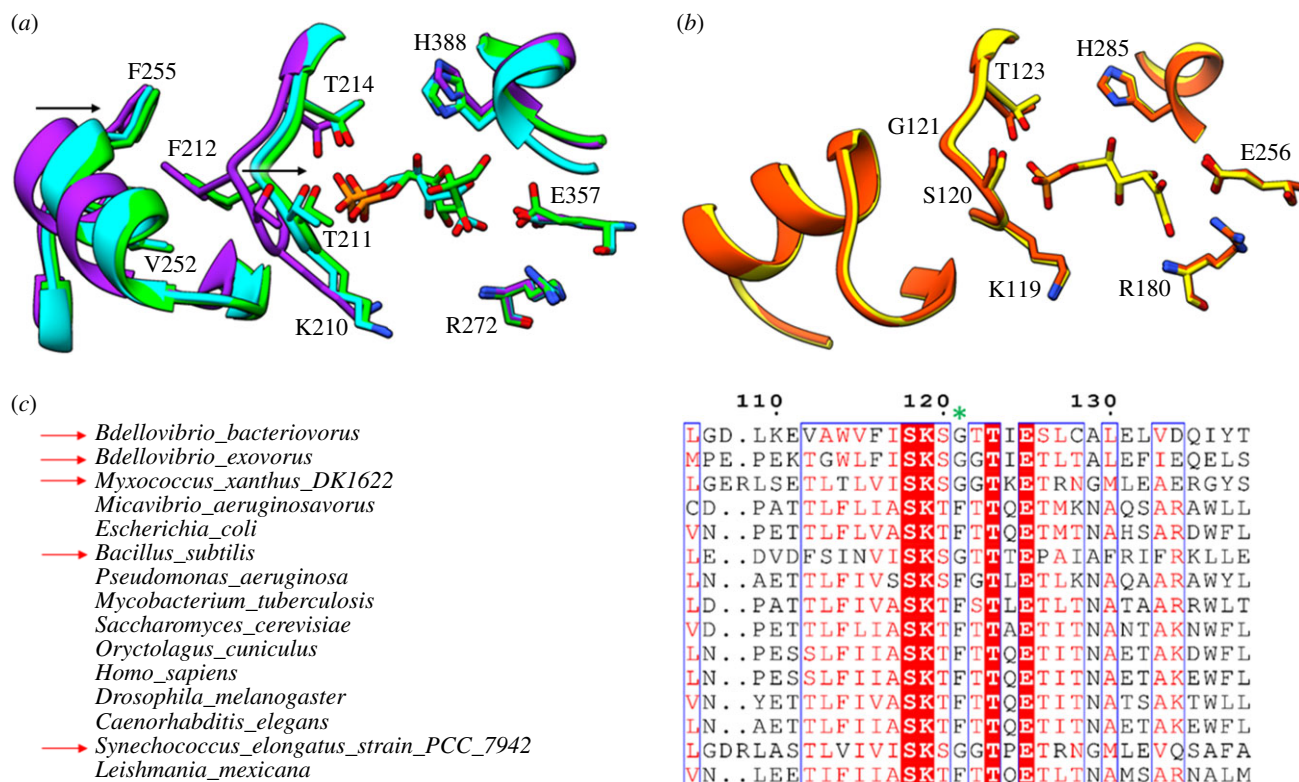 (a)
F255
T214
H388
F212
T211
E357
V252
K210
R272
(b)
T123
H285
G121
E256
S120
K119
R180
(c)
110 120 * 130
Bdellovibrio_bacteriovorus LGD.LKEVAWVFISKSGTTIESLCALELVDQIYT
Bdellovibrio_exovorus MPE.PEKTGWLFISKSGGTIETLTALEFIEQELS
Myxococcus_xanthus_DK1622 LGERLSETLTLVISKSGGTKETRNGMLEAERGYS
Micavibrio_aeruginosavorus CD..PATTLFLIASKTFTTQETMKNAQSARAWLL
Escherichia_coli VN..PETTLFLVASKTFTTQETMTNAHSARDWFL
Bacillus_subtilis LE..DVDFSINVISKSGTTTEPAIAFRIFRKLLE
Pseudomonas_aeruginosa LN..AETTLFIVSSKSFGTLETLKNAQAARAWYL
Mycobacterium_tuberculosis LD..PATTLFIVASKTFSTLETLTNATAARRWLT
Saccharomyces_cerevisiae VD..PETTLFLIASKTFTTAETITNANTAKNWFL
Oryctolagus_cuniculus LN..PESSLFIIASKTFTTQETITNAETAKDWFL
Homo_sapiens LN..PESSLFIIASKTFTTQETITNAETAKEWFL
Drosophila_melanogaster VN..YETTLFIVASKTFTTQETITNATSAKTWLL
Caenorhabditis_elegans LN..AETTLFIIASKTFTTQETITNAETAKEWFL
Synechococcus_elongatus_strain_PCC_7942 LGDRLASTLVIVISKSGGTPETRNGMLEVQSAFA
Leishmania_mexicana VN..LEETLFIVASKTFTTQETLTNAMSARNALM